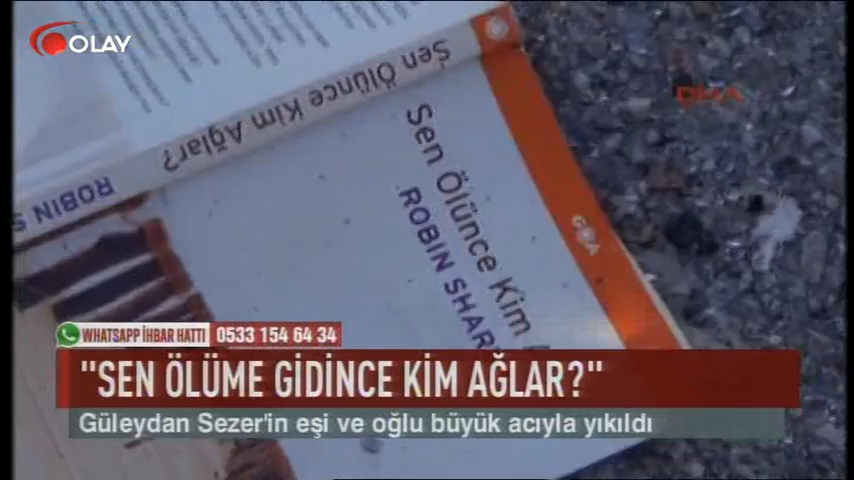 OLAY
DHA
Sen Ölünce Kim Ağlar?
ROBIN S
Sen Ölünce Kim
ROBIN SHAR
GOA
WHATSAPP İHBAR HATTI 0533 154 64 34
"SEN ÖLÜME GİDİNCE KİM AĞLAR?"
Güleydan Sezer'in eşi ve oğlu büyük acıyla yıkıldı